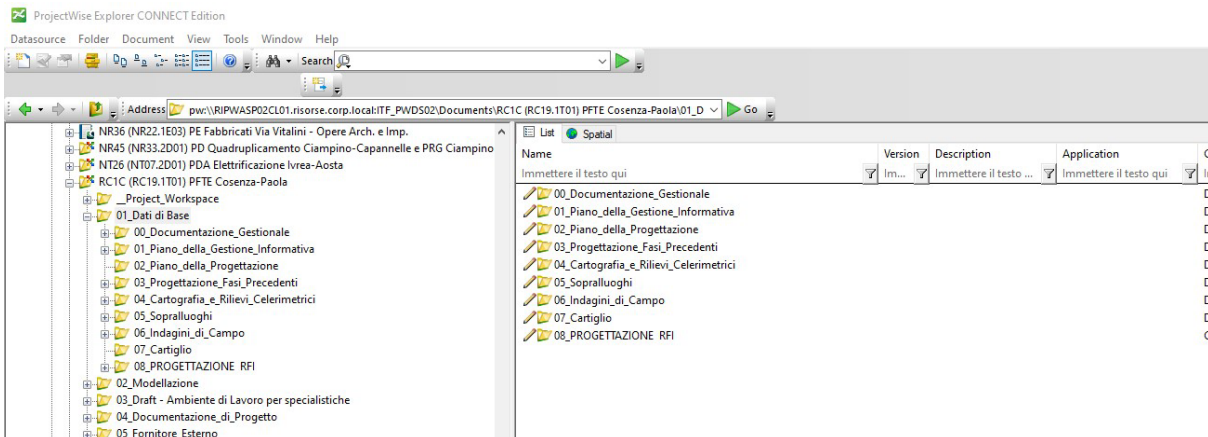 ProjectWise Explorer CONNECT Edition
Datasource Folder Document View Tools Window Help
Search
Address pw:\\RIPWASP02CL01.risorse.corp.local:ITF_PWDS02\Documents\RC1C (RC19.1T01) PFTE Cosenza-Paola\01_D Go
NR36 (NR22.1E03) PE Fabbricati Via Vitalini - Opere Arch. e Imp.
NR45 (NR33.2D01) PD Quadruplicamento Ciampino-Capannelle e PRG Ciampino
NT26 (NT07.2D01) PDA Elettrificazione Ivrea-Aosta
RC1C (RC19.1T01) PFTE Cosenza-Paola
__Project_Workspace
01_Dati di Base
00_Documentazione_Gestionale
01_Piano_della_Gestione_Informativa
02_Piano_della_Progettazione
03_Progettazione_Fasi_Precedenti
04_Cartografia_e_Rilievi_Celerimetrici
05_Sopralluoghi
06_Indagini_di_Campo
07_Cartiglio
08_PROGETTAZIONE RFI
02_Modellazione
03_Draft - Ambiente di Lavoro per specialistiche
04_Documentazione_di_Progetto
05 Fornitore Esterno
List Spatial
Name Version Description Application
Immettere il testo qui Im... Immettere il testo ... Immettere il testo qui
00_Documentazione_Gestionale
01_Piano_della_Gestione_Informativa
02_Piano_della_Progettazione
03_Progettazione_Fasi_Precedenti
04_Cartografia_e_Rilievi_Celerimetrici
05_Sopralluoghi
06_Indagini_di_Campo
07_Cartiglio
08_PROGETTAZIONE RFI